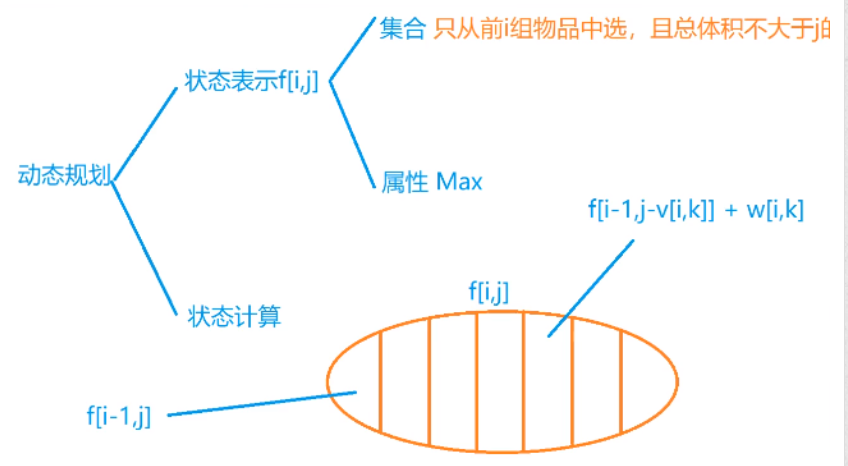 集合 只从前i组物品中选，且总体积不大于j
状态表示f[i,j]
动态规划
属性 Max
f[i-1,j-v[i,k]] + w[i,k]
f[i,j]
状态计算
f[i-1,j]